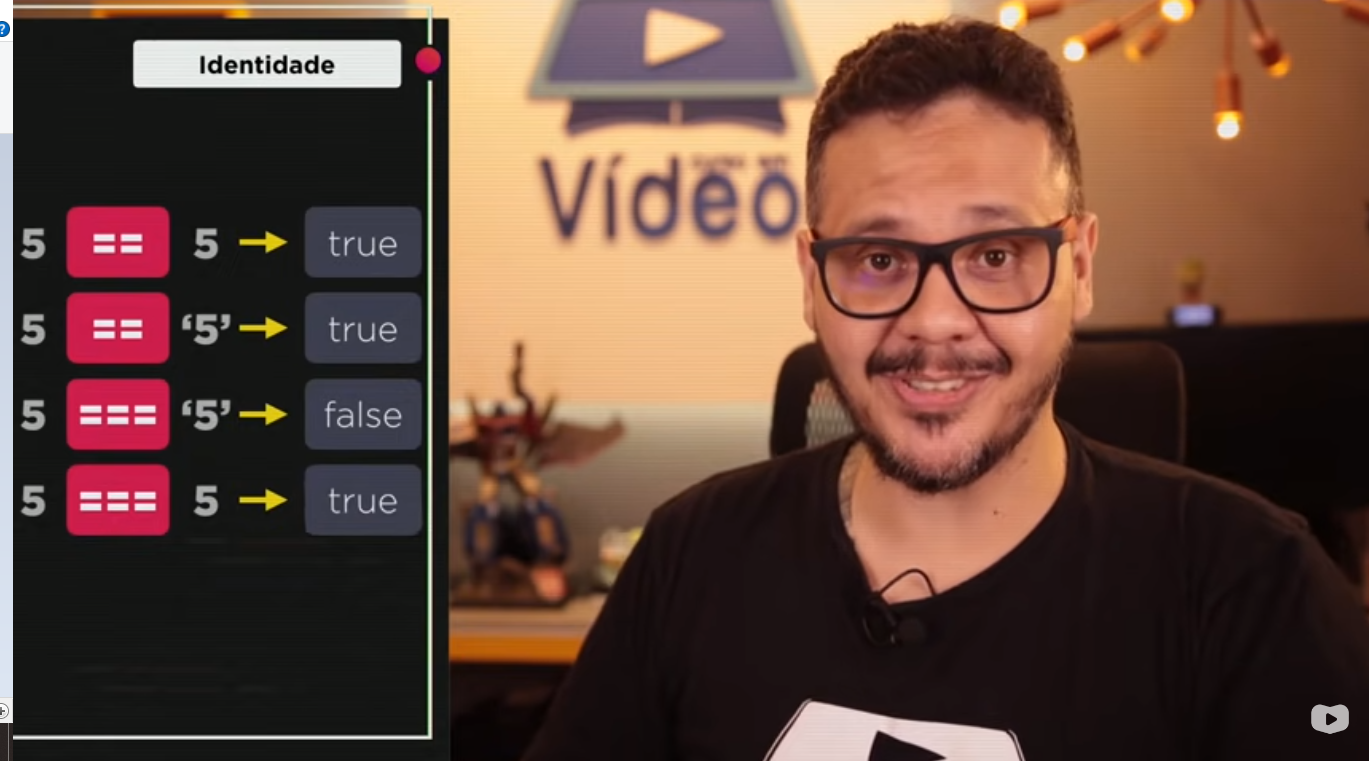 Identidade
5 == 5 → true
5 == ‘5’ → true
5 === ‘5’ → false
5 === 5 → true
Vídeo